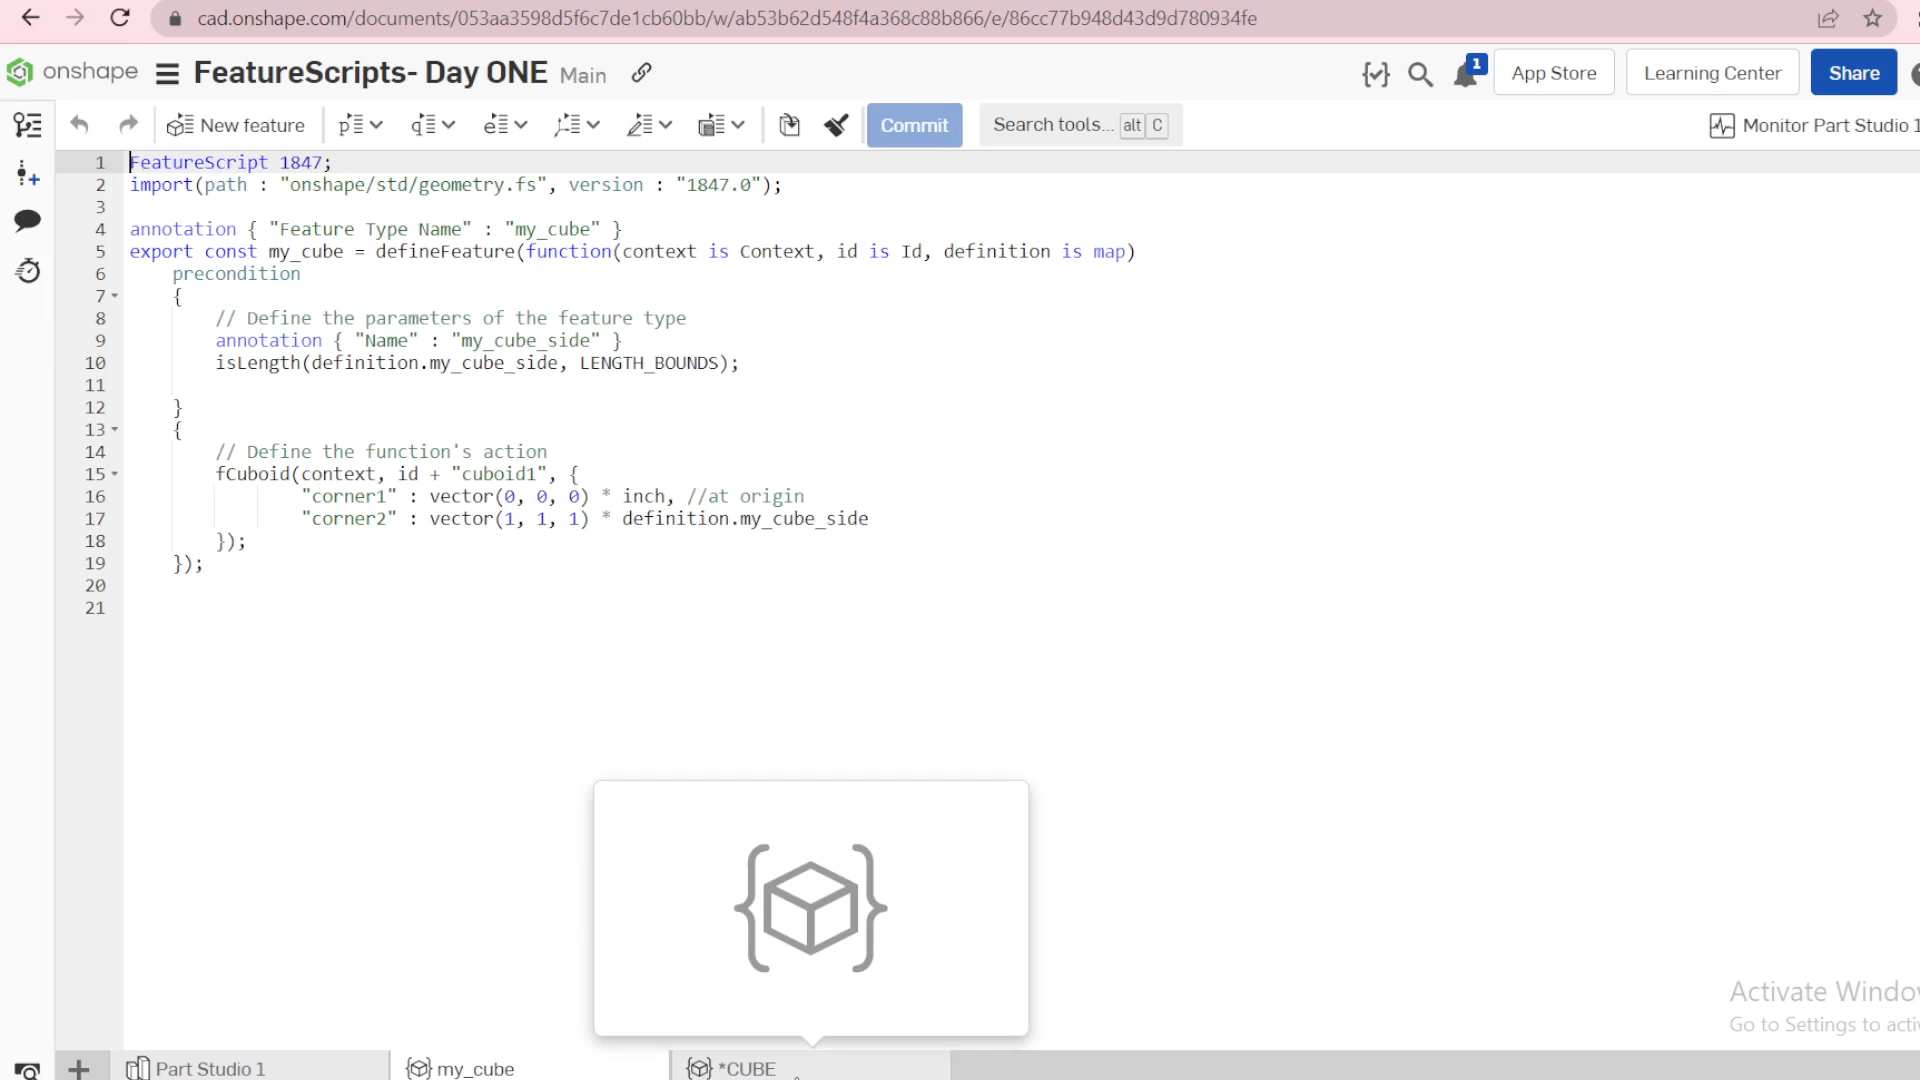 cad.onshape.com/documents/053aa3598d5f6c7de1cb60bb/w/ab53b62d548f4a368c88b866/e/86cc77b948d43d9d780934fe
onshape FeatureScripts- Day ONE Main 1 App Store Learning Center Share
New feature Commit Search tools... alt C Monitor Part Studio 1
1 FeatureScript 1847;
2 import(path : "onshape/std/geometry.fs", version : "1847.0");
3
4 annotation { "Feature Type Name" : "my_cube" }
5 export const my_cube = defineFeature(function(context is Context, id is Id, definition is map)
6 precondition
7 {
8 // Define the parameters of the feature type
9 annotation { "Name" : "my_cube_side" }
10 isLength(definition.my_cube_side, LENGTH_BOUNDS);
11
12 }
13 {
14 // Define the function's action
15 fCuboid(context, id + "cuboid1", {
16 "corner1" : vector(0, 0, 0) * inch, //at origin
17 "corner2" : vector(1, 1, 1) * definition.my_cube_side
18 });
19 });
20
21
Activate Windo
Go to Settings to acti
Part Studio 1 my_cube *CUBE